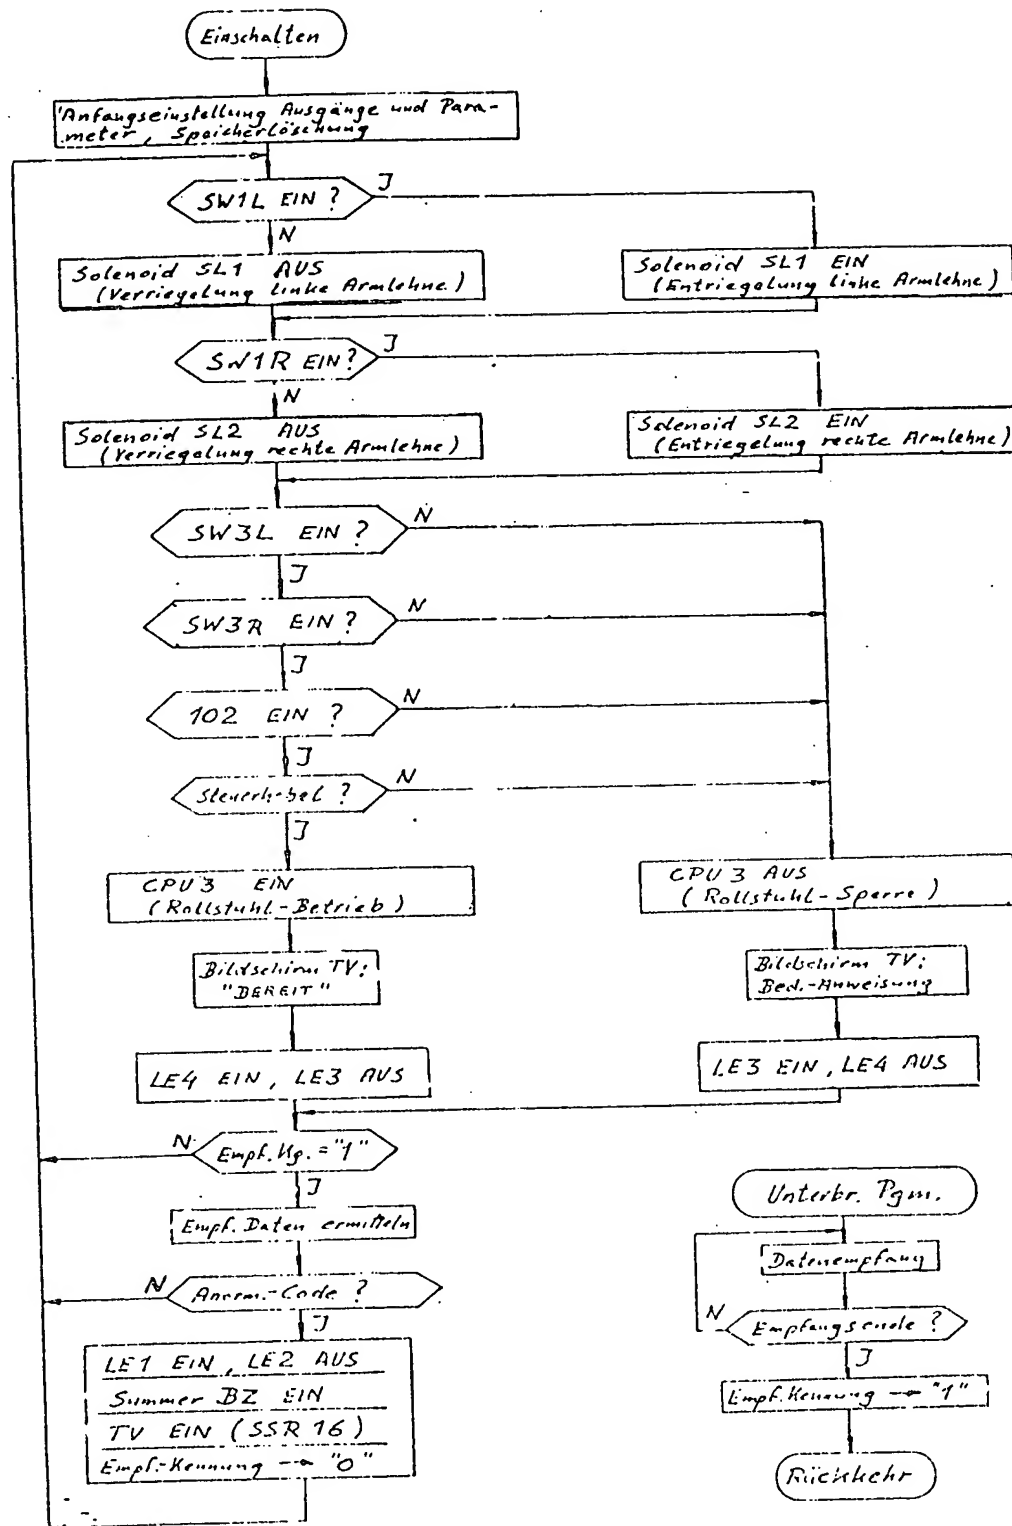 Einschalten
Anfangseinstellung Ausgänge und Para-
meter, Speicherlöschung
SW1L EIN ?
J
N
Solenoid SL1 AUS
(Verriegelung linke Armlehne)
Solenoid SL1 EIN
(Entriegelung linke Armlehne)
SW1R EIN?
J
N
Solenoid SL2 AUS
(Verriegelung rechte Armlehne)
Solenoid SL2 EIN
(Entriegelung rechte Armlehne)
SW3L EIN ?
N
J
SW3R EIN ?
N
J
102 EIN ?
N
J
Steuerhebel ?
N
J
CPU3 EIN
(Rollstuhl-Betrieb)
CPU3 AUS
(Rollstuhl-Sperre)
Bildschirm TV:
"BEREIT"
Bildschirm TV:
Bed.-Anweisung
LE4 EIN, LE3 AUS
LE3 EIN, LE4 AUS
N
Empf. Kg. = "1"
J
Empf. Daten ermitteln
N
Anorm.-Code ?
J
LE1 EIN, LE2 AUS
Summer BZ EIN
TV EIN (SSR 16)
Empf.-Kennung → "0"
Unterbr. Pgm.
Datenempfang
N
Empfangsende ?
J
Empf. Kennung → "1"
Rückkehr